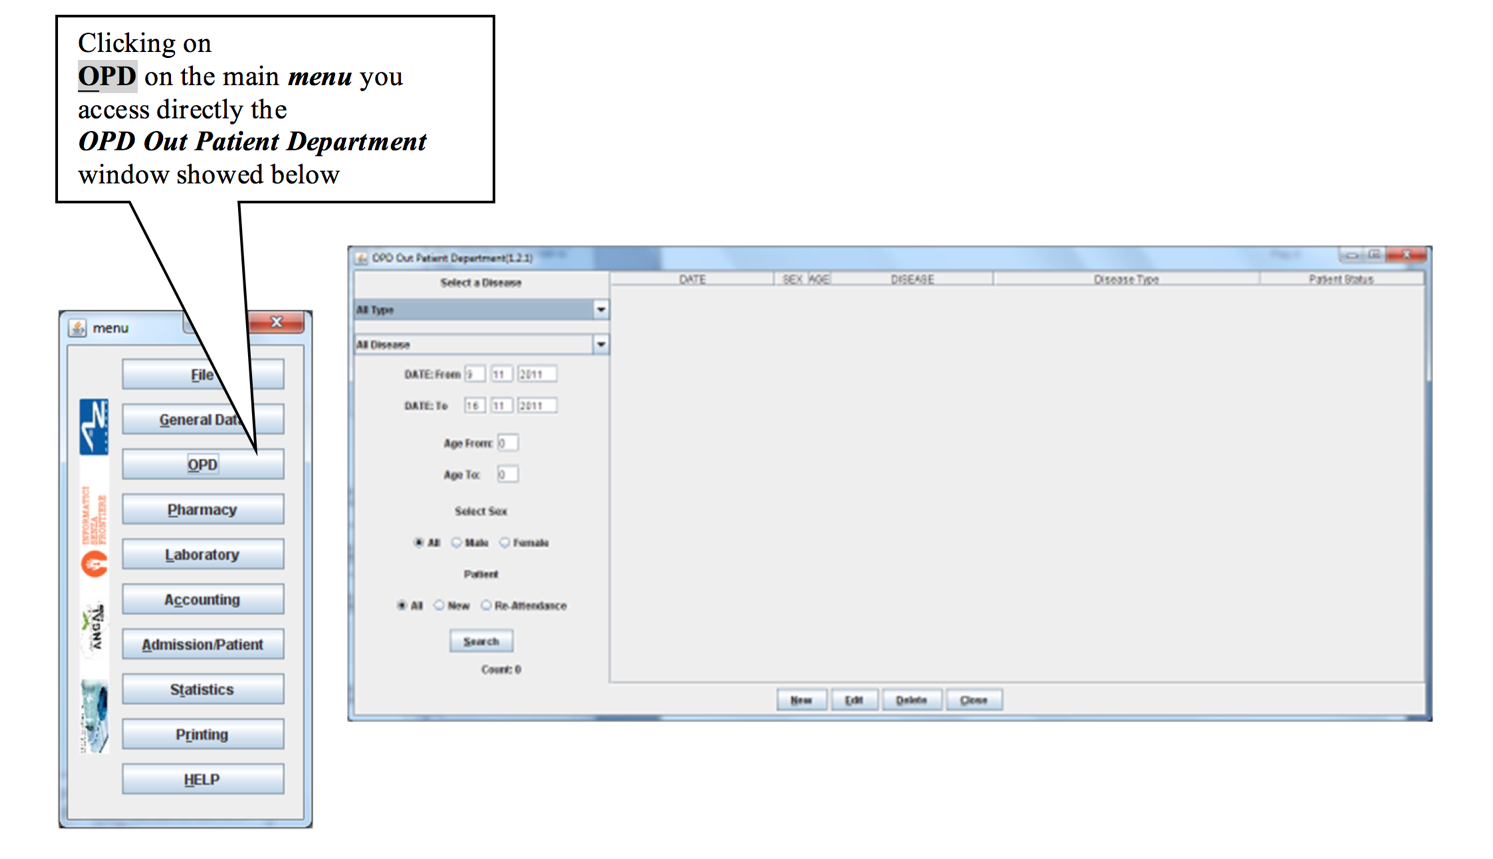 Clicking on
OPD on the main menu you
access directly the
OPD Out Patient Department
window showed below
menu
File
General Dat
OPD
Pharmacy
Laboratory
Accounting
Admission/Patient
Statistics
Printing
HELP
INFORMATICI
SENZA
FRONTIERE
OPD Out Patient Department(1.2.1)
Select a Disease
All Type
All Disease
DATE: From 9 11 2011
DATE: To 16 11 2011
Age From: 0
Age To: 0
Select Sex
All Male Female
Patient
All New Re-Attendance
Search
Count: 0
DATE SEX AGE DISEASE Disease Type Patient Status
New Edit Delete Close